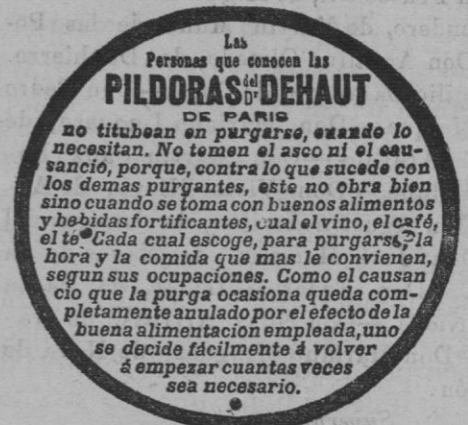 Las
Personas que conocen las
PILDORAS del Dr DEHAUT
DE PARIS
no titubean en purgarse, cuando lo
necesitan. No temen el asco ni el cau-
sancio, porque, contra lo que sucede con
los demas purgantes, este no obra bien
sino cuando se toma con buenos alimentos
y bebidas fortificantes, cual el vino, el café,
el té. Cada cual escoge, para purgarse, la
hora y la comida que mas le convienen,
segun sus ocupaciones. Como el causan
cio que la purga ocasiona queda com-
pletamente anulado por el efecto de la
buena alimentacion empleada, uno
se decide fácilmente á volver
á empezar cuantas veces
sea necesario.